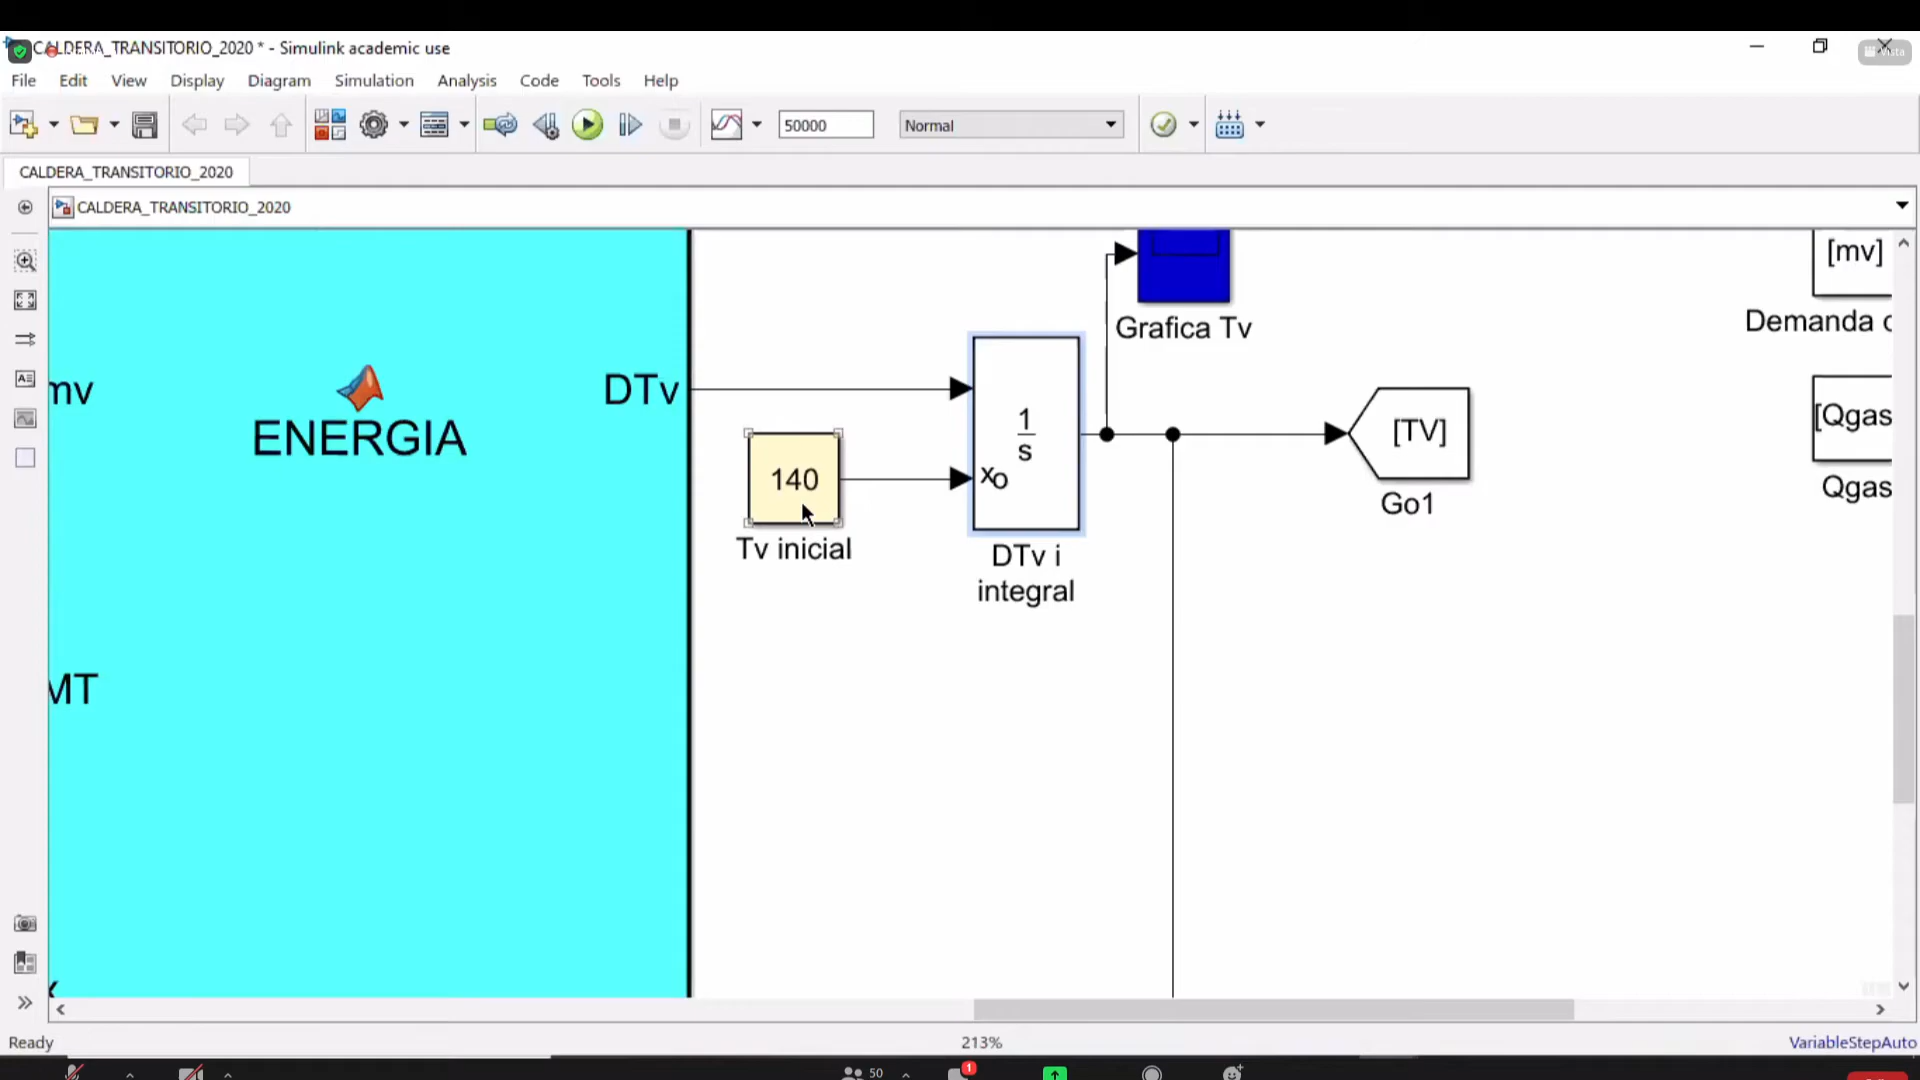 CALDERA_TRANSITORIO_2020 * - Simulink academic use
Vista
File Edit View Display Diagram Simulation Analysis Code Tools Help
50000 Normal
CALDERA_TRANSITORIO_2020
CALDERA_TRANSITORIO_2020
[mv]
Grafica Tv
Demanda
mv
ENERGIA
DTv
1
s
xo
140
Tv inicial
DTv i
integral
[TV]
Go1
[Qgas
Qgas
MT
Ready 213% VariableStepAuto
50 1